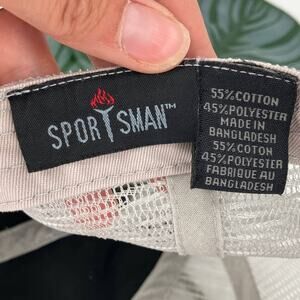 SPORTSMAN™
55%COTTON
45%POLYESTER
MADE IN
BANGLADESH
55%COTON
45%POLYESTER
FABRIQUE AU
BANGLADESH